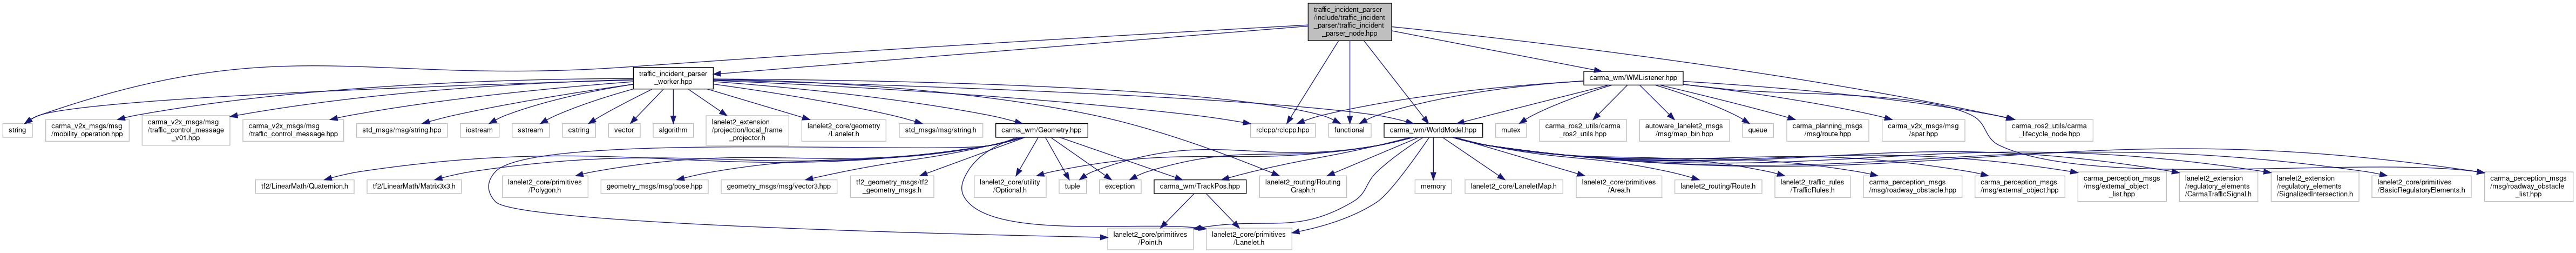 traffic_incident_parser
/include/traffic_incident
_parser/traffic_incident
_parser_node.hpp
traffic_incident_parser
_worker.hpp
carma_wm/WMListener.hpp
string
carma_v2x_msgs/msg
/mobility_operation.hpp
carma_v2x_msgs/msg
/traffic_control_message
_v01.hpp
carma_v2x_msgs/msg
/traffic_control_message.hpp
std_msgs/msg/string.hpp
iostream
sstream
cstring
vector
algorithm
lanelet2_extension
/projection/local_frame
_projector.h
lanelet2_core/geometry
/Lanelet.h
std_msgs/msg/string.h
carma_wm/Geometry.hpp
rclcpp/rclcpp.hpp
functional
carma_wm/WorldModel.hpp
mutex
carma_ros2_utils/carma
_ros2_utils.hpp
autoware_lanelet2_msgs
/msg/map_bin.hpp
queue
carma_planning_msgs
/msg/route.hpp
carma_v2x_msgs/msg
/spat.hpp
carma_ros2_utils/carma
_lifecycle_node.hpp
tf2/LinearMath/Quaternion.h
tf2/LinearMath/Matrix3x3.h
lanelet2_core/primitives
/Polygon.h
geometry_msgs/msg/pose.hpp
geometry_msgs/msg/vector3.hpp
tf2_geometry_msgs/tf2
_geometry_msgs.h
lanelet2_core/utility
/Optional.h
tuple
exception
carma_wm/TrackPos.hpp
lanelet2_routing/Routing
Graph.h
memory
lanelet2_core/LaneletMap.h
lanelet2_core/primitives
/Area.h
lanelet2_routing/Route.h
lanelet2_traffic_rules
/TrafficRules.h
carma_perception_msgs
/msg/roadway_obstacle.hpp
carma_perception_msgs
/msg/external_object.hpp
carma_perception_msgs
/msg/external_object
_list.hpp
lanelet2_extension
/regulatory_elements
/CarmaTrafficSignal.h
lanelet2_extension
/regulatory_elements
/SignalizedIntersection.h
lanelet2_core/primitives
/BasicRegulatoryElements.h
carma_perception_msgs
/msg/roadway_obstacle
_list.hpp
lanelet2_core/primitives
/Point.h
lanelet2_core/primitives
/Lanelet.h